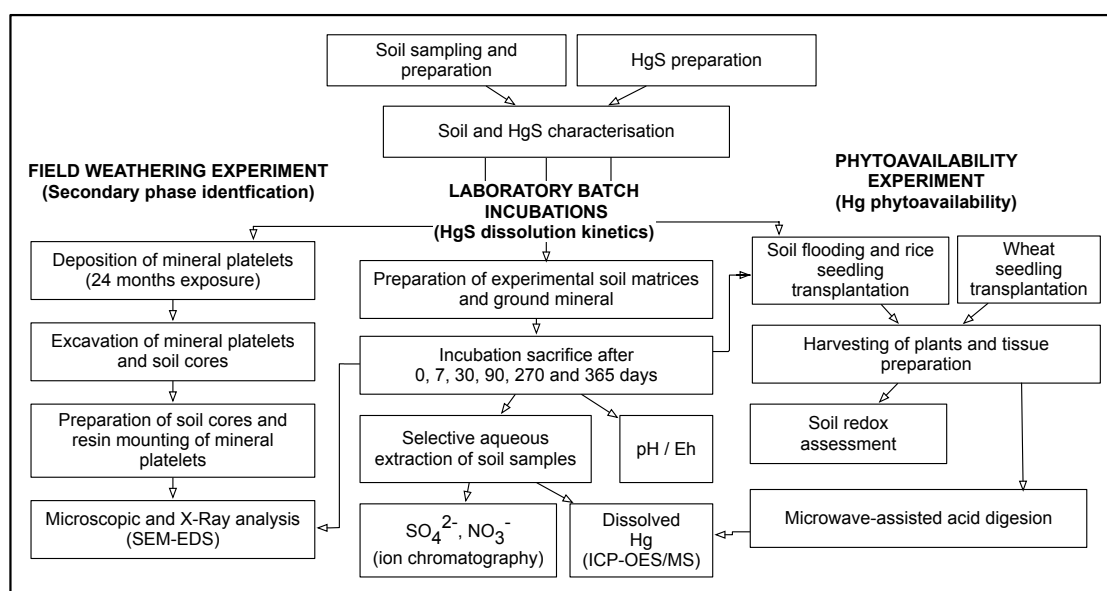 Soil sampling and
preparation
HgS preparation
Soil and HgS characterisation
FIELD WEATHERING EXPERIMENT
(Secondary phase identfication)
LABORATORY BATCH
INCUBATIONS
(HgS dissolution kinetics)
PHYTOAVAILABILITY
EXPERIMENT
(Hg phytoavailability)
Deposition of mineral platelets
(24 months exposure)
Excavation of mineral platelets
and soil cores
Preparation of soil cores and
resin mounting of mineral
platelets
Microscopic and X-Ray analysis
(SEM-EDS)
Preparation of experimental soil matrices
and ground mineral
Incubation sacrifice after
0, 7, 30, 90, 270 and 365 days
Selective aqueous
extraction of soil samples
pH / Eh
SO₄²⁻, NO₃⁻
(ion chromatography)
Dissolved
Hg
(ICP-OES/MS)
Soil flooding and rice
seedling
transplantation
Wheat
seedling
transplantation
Harvesting of plants and tissue
preparation
Soil redox
assessment
Microwave-assisted acid digesion